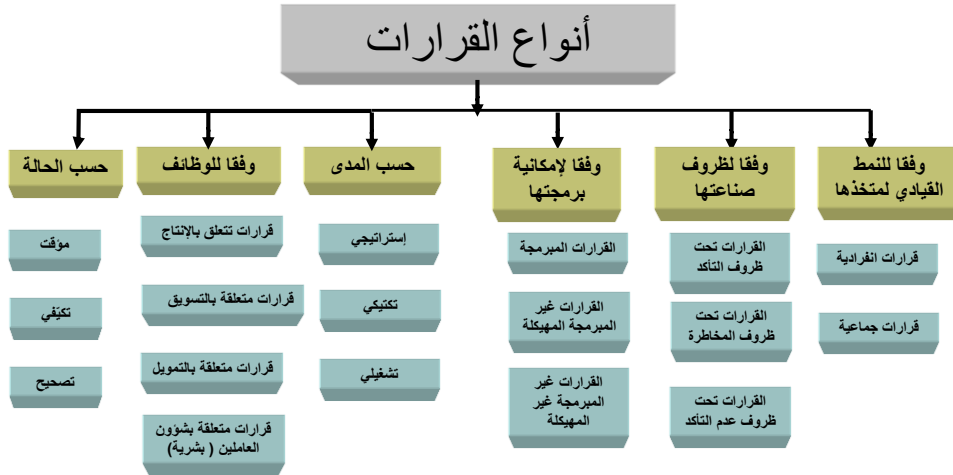 أنواع القرارات
وفقا للنمط
القيادي لمتخذها
قرارات انفرادية
قرارات جماعية
وفقا لظروف
صناعتها
القرارات تحت
ظروف التأكد
القرارات تحت
ظروف المخاطرة
القرارات تحت
ظروف عدم التأكد
وفقا لإمكانية
برمجتها
القرارات المبرمجة
القرارات غير
المبرمجة المهيكلة
القرارات غير
المبرمجة غير
المهيكلة
حسب المدى
إستراتيجي
تكتيكي
تشغيلي
وفقا للوظائف
قرارات تتعلق بالإنتاج
قرارات متعلقة بالتسويق
قرارات متعلقة بالتمويل
قرارات متعلقة بشؤون
العاملين ( بشرية)
حسب الحالة
مؤقت
تكيّفي
تصحيح